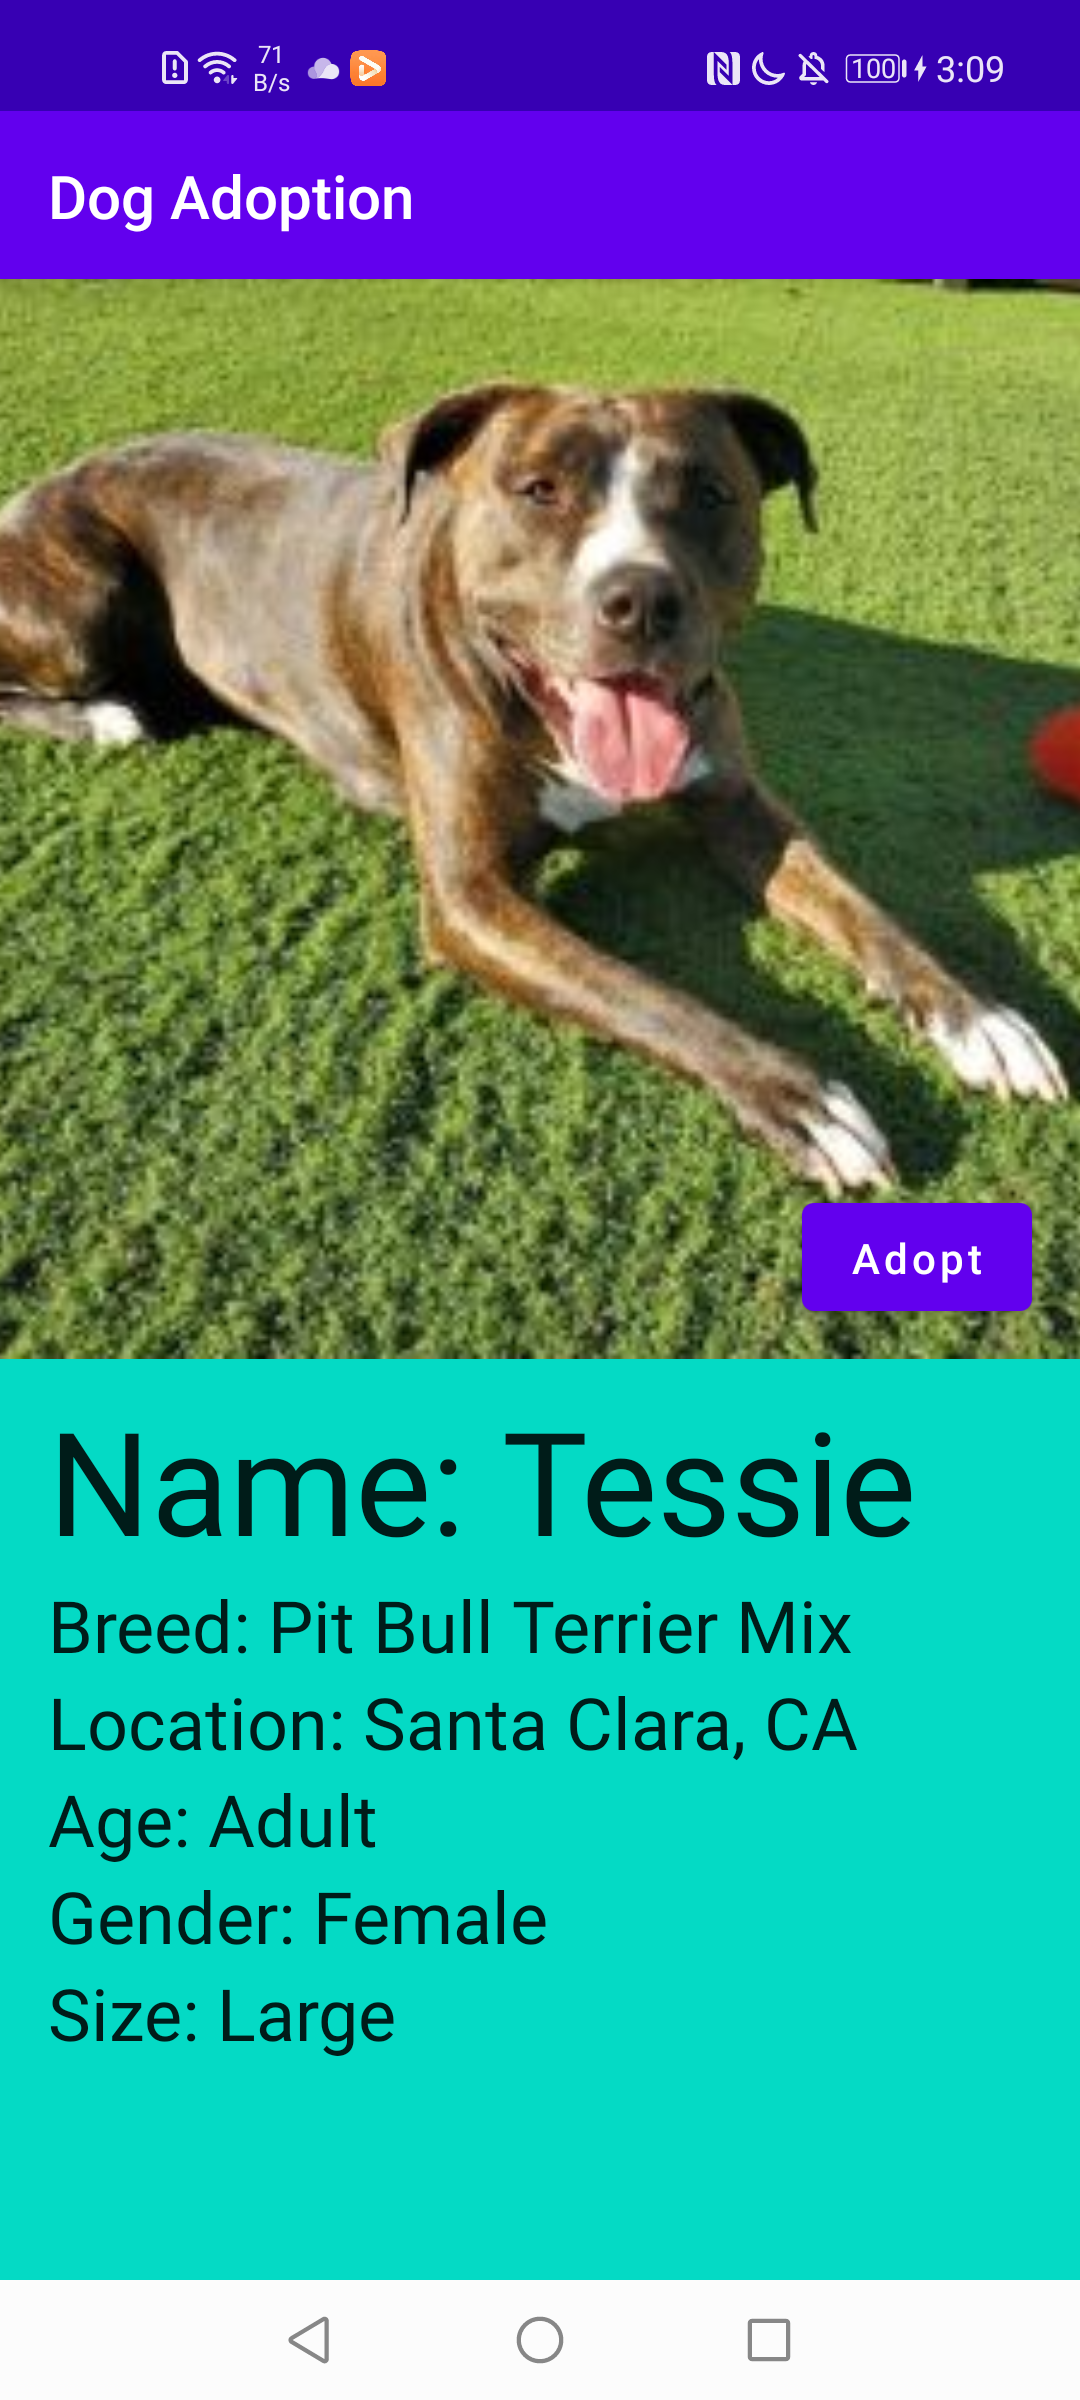 71
B/s
100
3:09
Dog Adoption
Adopt
Name: Tessie
Breed: Pit Bull Terrier Mix
Location: Santa Clara, CA
Age: Adult
Gender: Female
Size: Large